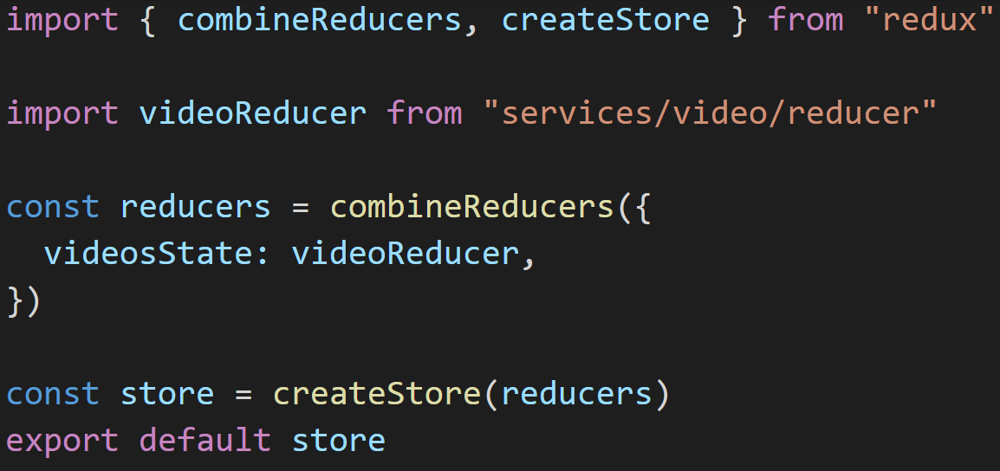 import { combineReducers, createStore } from "redux"
import videoReducer from "services/video/reducer"
const reducers = combineReducers({
  videosState: videoReducer,
})
const store = createStore(reducers)
export default store